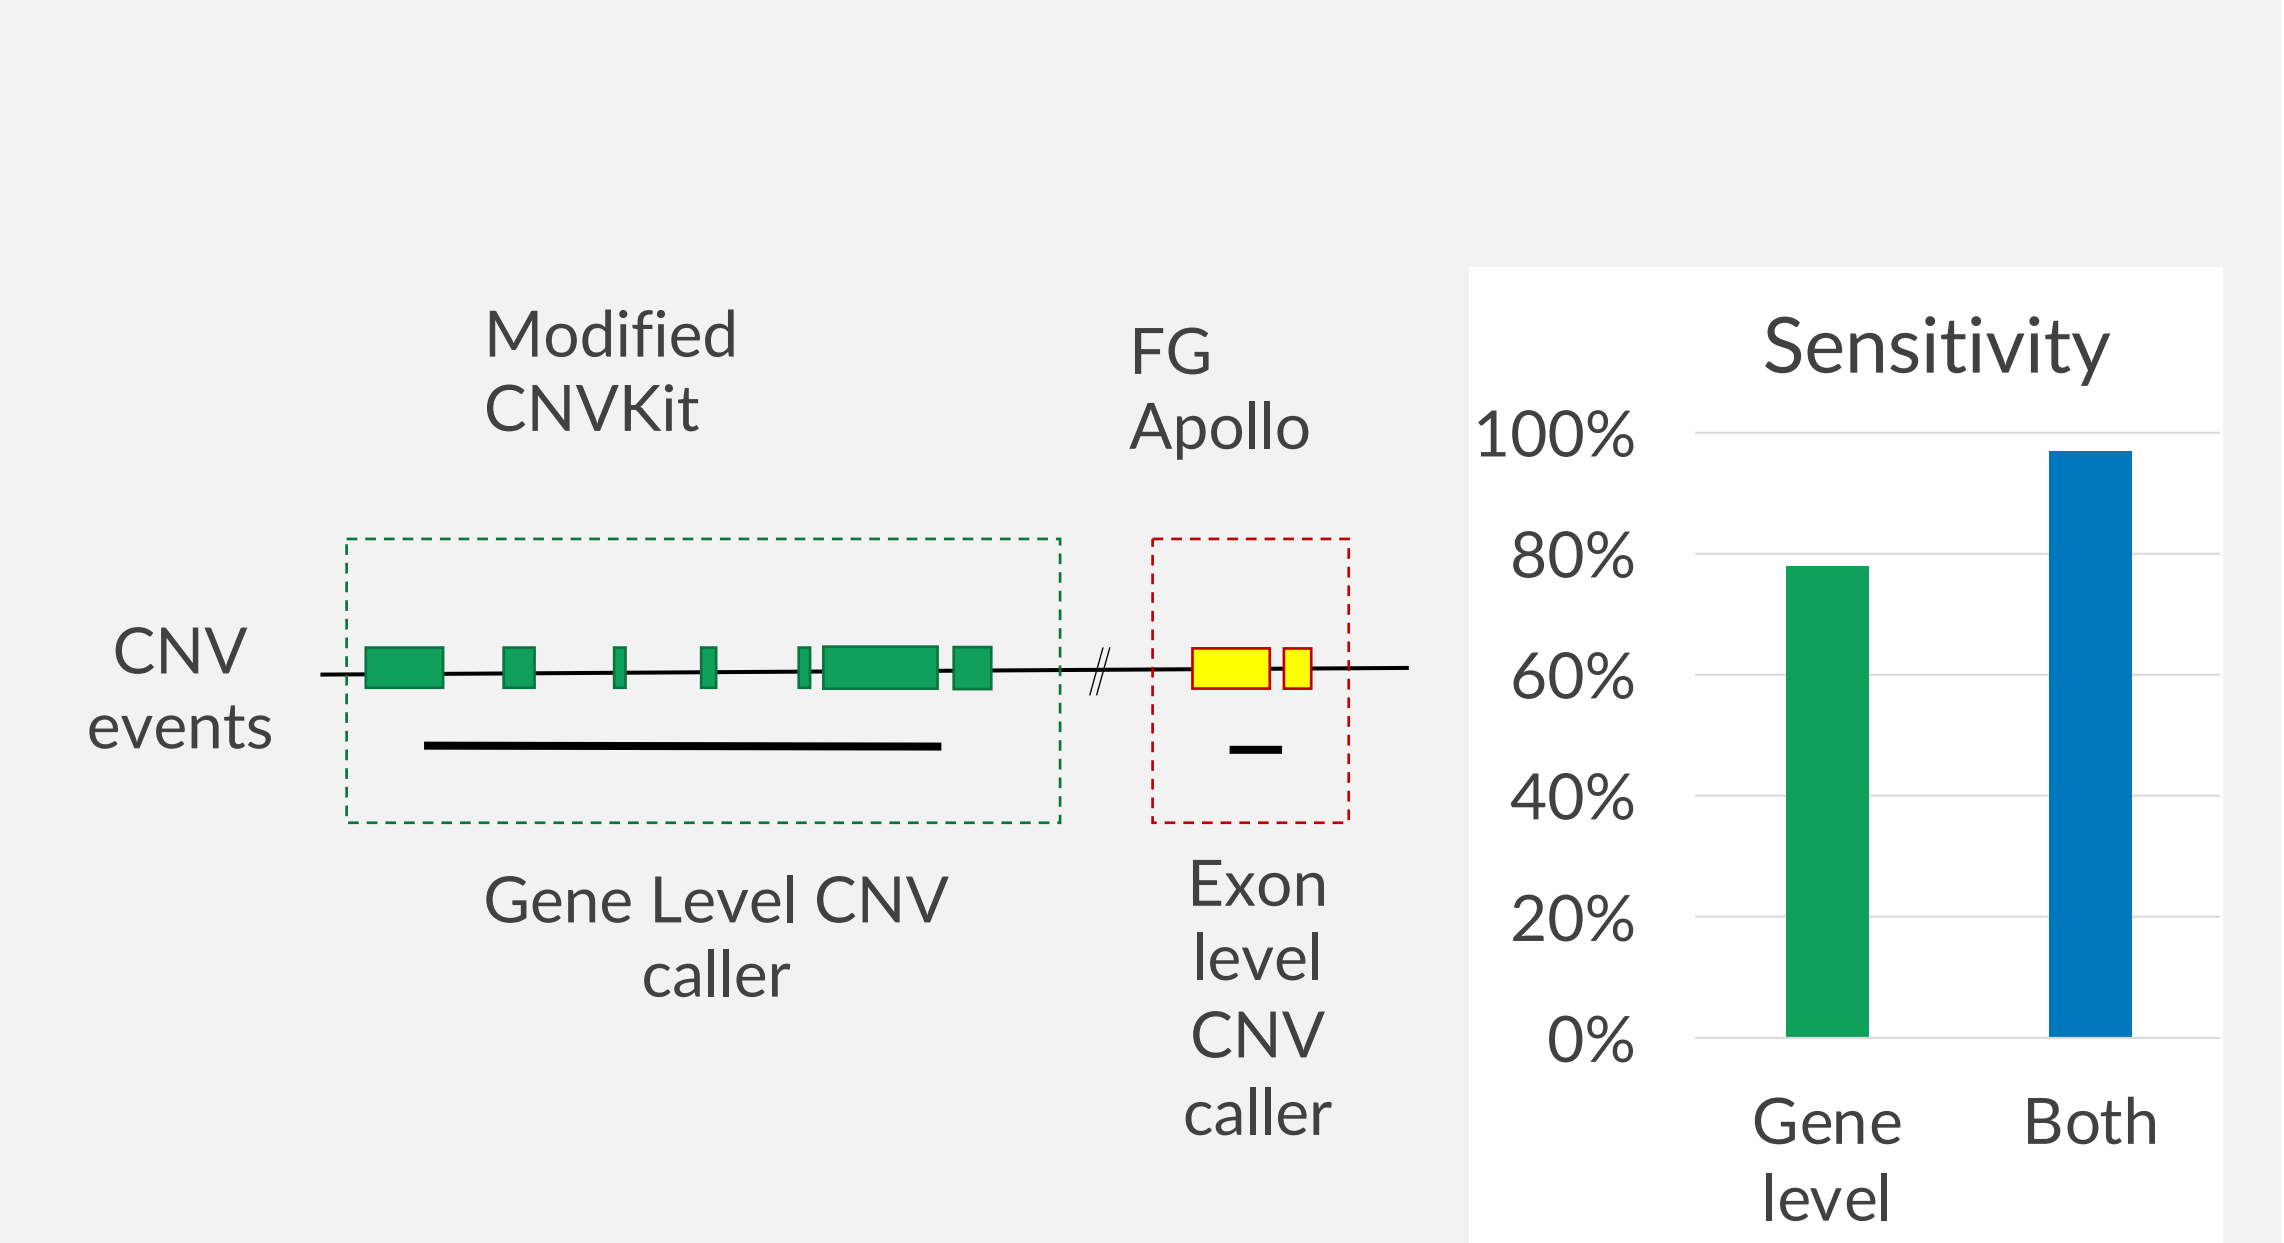 Modified
CNVKit
FG
Apollo
CNV
events
Gene Level CNV
caller
Exon
level
CNV
caller
Sensitivity
100%
80%
60%
40%
20%
0%
Gene
level
Both